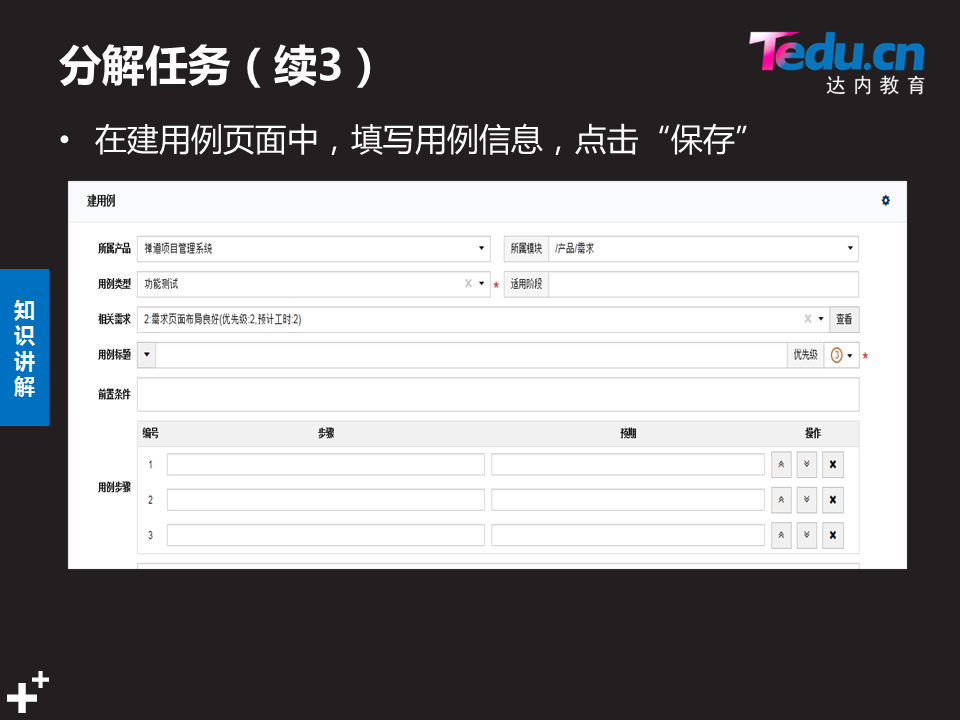 分解任务（续3）
Tedu.cn
达内教育
• 在建用例页面中，填写用例信息，点击“保存”
知识讲解
建用例
所属产品 禅道项目管理系统 所属模块 /产品/需求
用例类型 功能测试 * 适用阶段
相关需求 2:需求页面布局良好(优先级:2,预计工时:2) 查看
用例标题 优先级 3 *
前置条件
用例步骤
编号 步骤 预期 操作
1
2
3